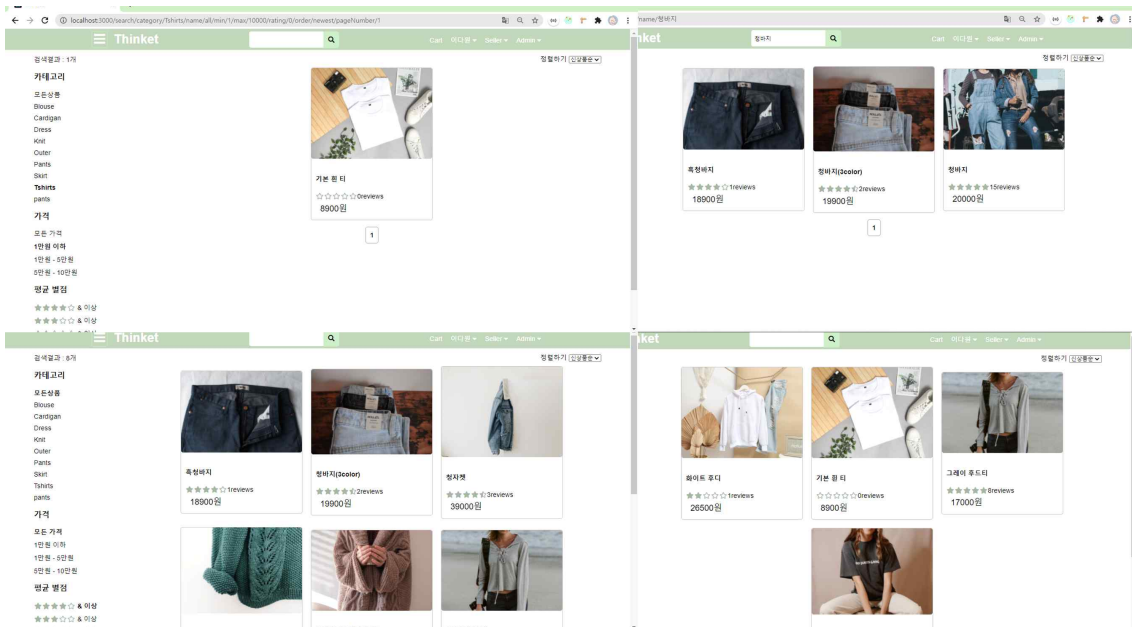 localhost:3000/search/category/Tshirts/name/all/min/1/max/10000/rating/0/order/newest/pageNumber/1
Thinket
Cart 이다원 Seller Admin
검색결과 : 1개
정렬하기 신상품순
카테고리
모든상품
Blouse
Cardigan
Dress
Knit
Outer
Pants
Skirt
Tshirts
pants
가격
모든 가격
1만원 이하
1만원 - 5만원
5만원 - 10만원
평균 별점
& 이상
& 이상
기본 흰 티
0reviews
8900원
1
name/청바지
ket
청바지
Cart 이다원 Seller Admin
정렬하기 신상품순
흑청바지
1reviews
18900원
청바지(3color)
2reviews
19900원
청바지
15reviews
20000원
1
Thinket
Cart 이다원 Seller Admin
검색결과 : 8개
정렬하기 신상품순
카테고리
모든상품
Blouse
Cardigan
Dress
Knit
Outer
Pants
Skirt
Tshirts
pants
가격
모든 가격
1만원 이하
1만원 - 5만원
5만원 - 10만원
평균 별점
& 이상
& 이상
흑청바지
1reviews
18900원
청바지(3color)
2reviews
19900원
청자켓
3reviews
39000원
ket
Cart 이다원 Seller Admin
정렬하기 신상품순
화이트 후디
1reviews
26500원
기본 흰 티
0reviews
8900원
그레이 후드티
8reviews
17000원